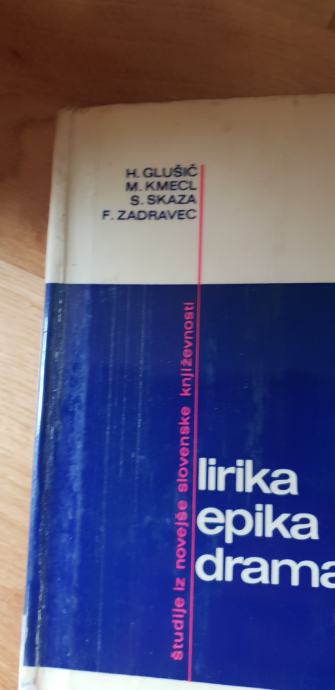 H. GLUŠIČ
M. KMECL
S. SKAZA
F. ZADRAVEC
študije iz novejše slovenske književnosti
lirika
epika
drama